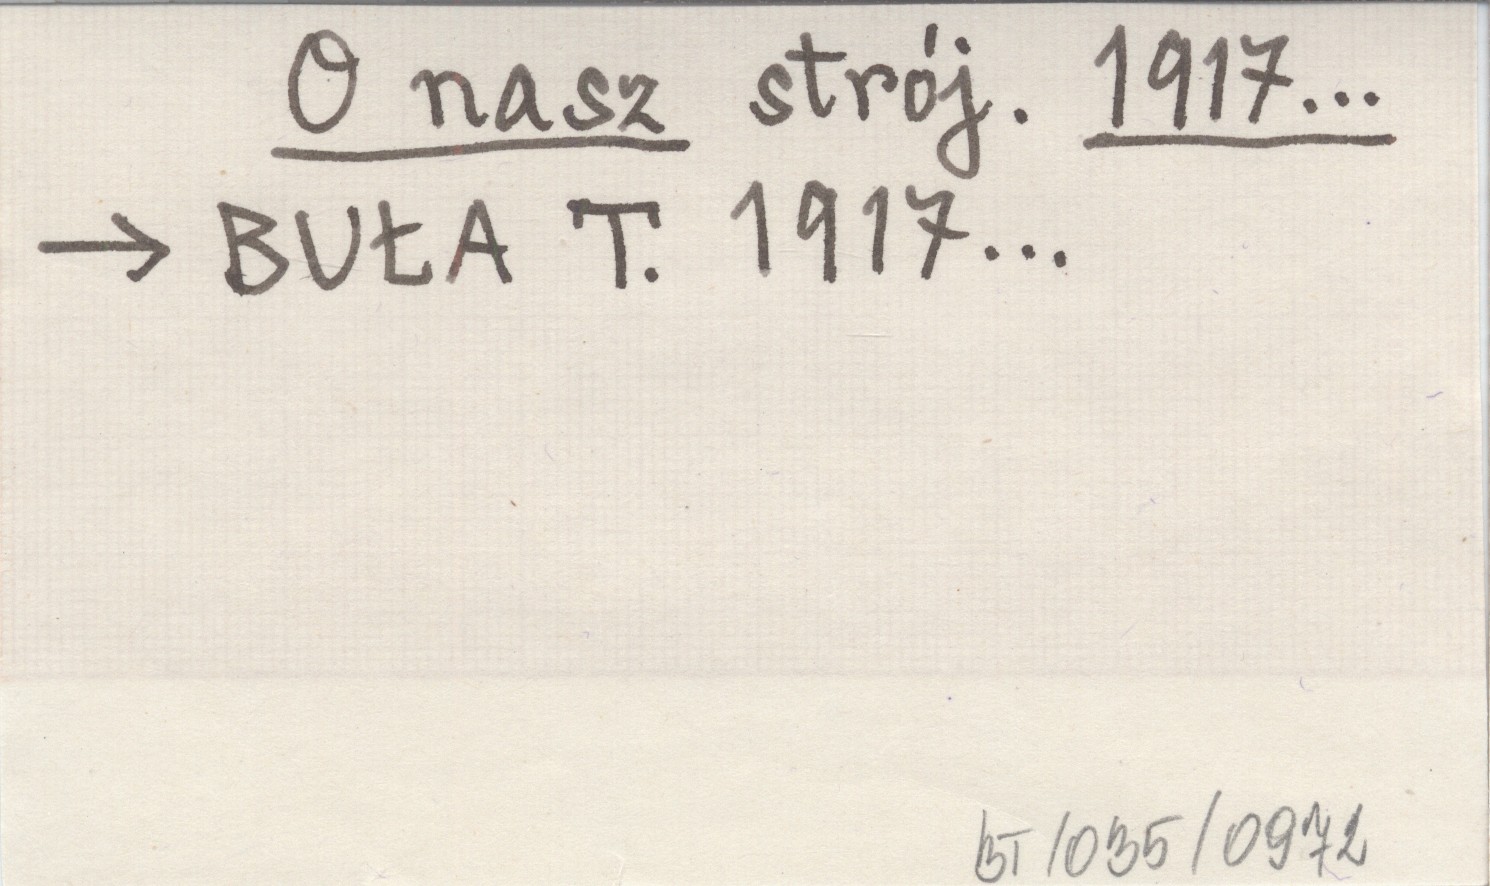 O nasz strój. 1917...
→ BUŁA T. 1917...
BT/035/0972